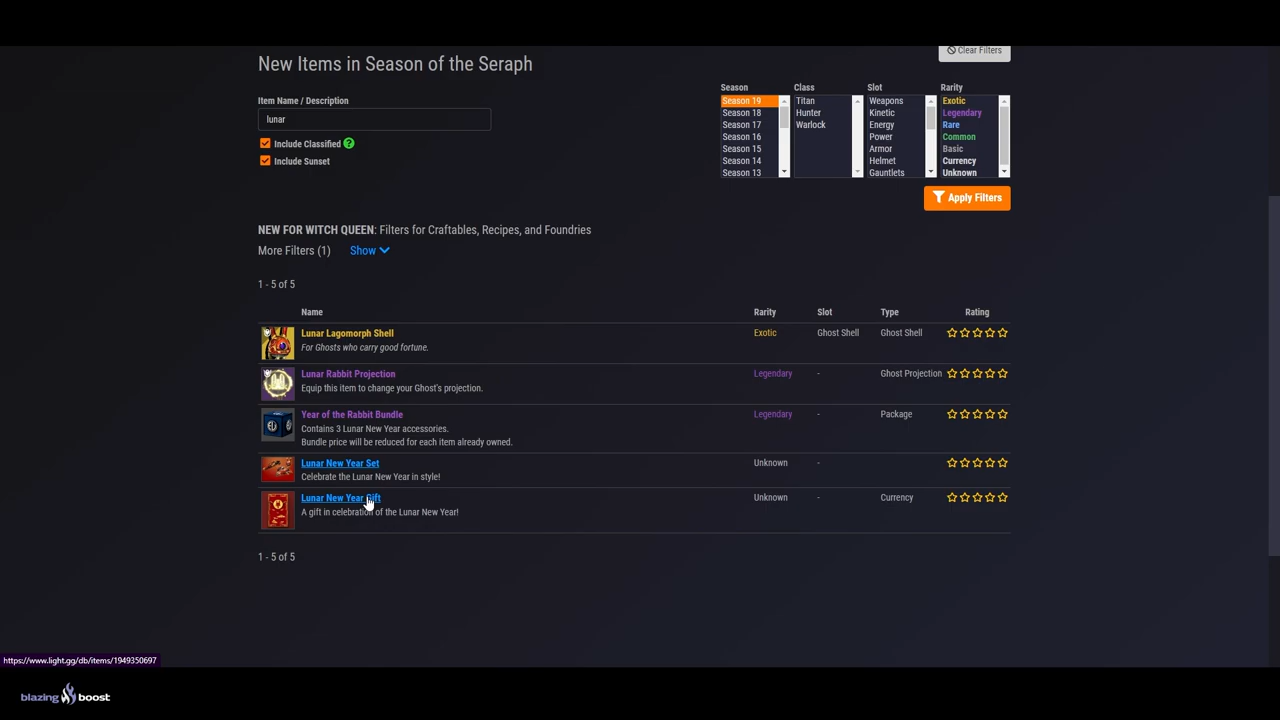 Clear Filters
New Items in Season of the Seraph
Item Name / Description
lunar
Include Classified ?
Include Sunset
Season Class Slot Rarity
Season 19 Titan Weapons Exotic
Season 18 Hunter Kinetic Legendary
Season 17 Warlock Energy Rare
Season 16 Power Common
Season 15 Armor Basic
Season 14 Helmet Currency
Season 13 Gauntlets Unknown
Apply Filters
NEW FOR WITCH QUEEN: Filters for Craftables, Recipes, and Foundries
More Filters (1) Show
1 - 5 of 5
Name Rarity Slot Type Rating
Lunar Lagomorph Shell Exotic Ghost Shell Ghost Shell
For Ghosts who carry good fortune.
Lunar Rabbit Projection Legendary - Ghost Projection
Equip this item to change your Ghost's projection.
Year of the Rabbit Bundle Legendary - Package
Contains 3 Lunar New Year accessories.
Bundle price will be reduced for each item already owned.
Lunar New Year Set Unknown -
Celebrate the Lunar New Year in style!
Lunar New Year Gift Unknown - Currency
A gift in celebration of the Lunar New Year!
1 - 5 of 5
https://www.light.gg/db/items/1949350697
blazing boost